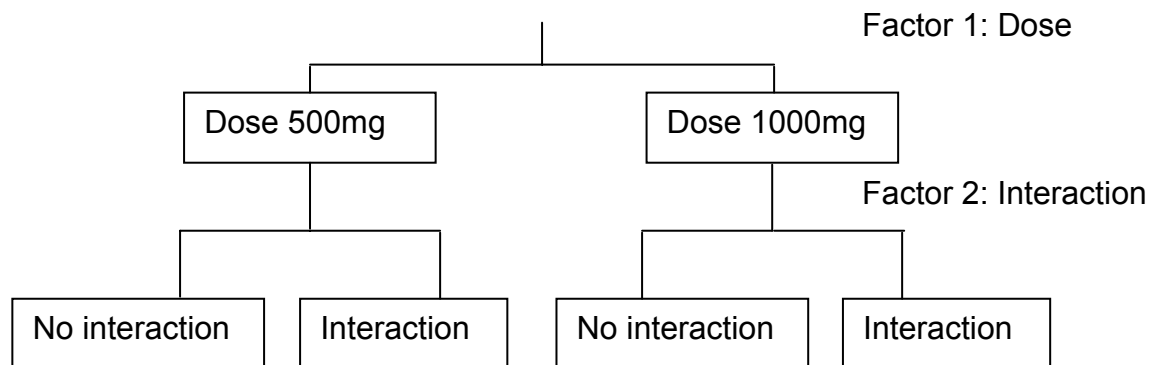 Factor 1: Dose
Dose 500mg
Dose 1000mg
Factor 2: Interaction
No interaction
Interaction
No interaction
Interaction